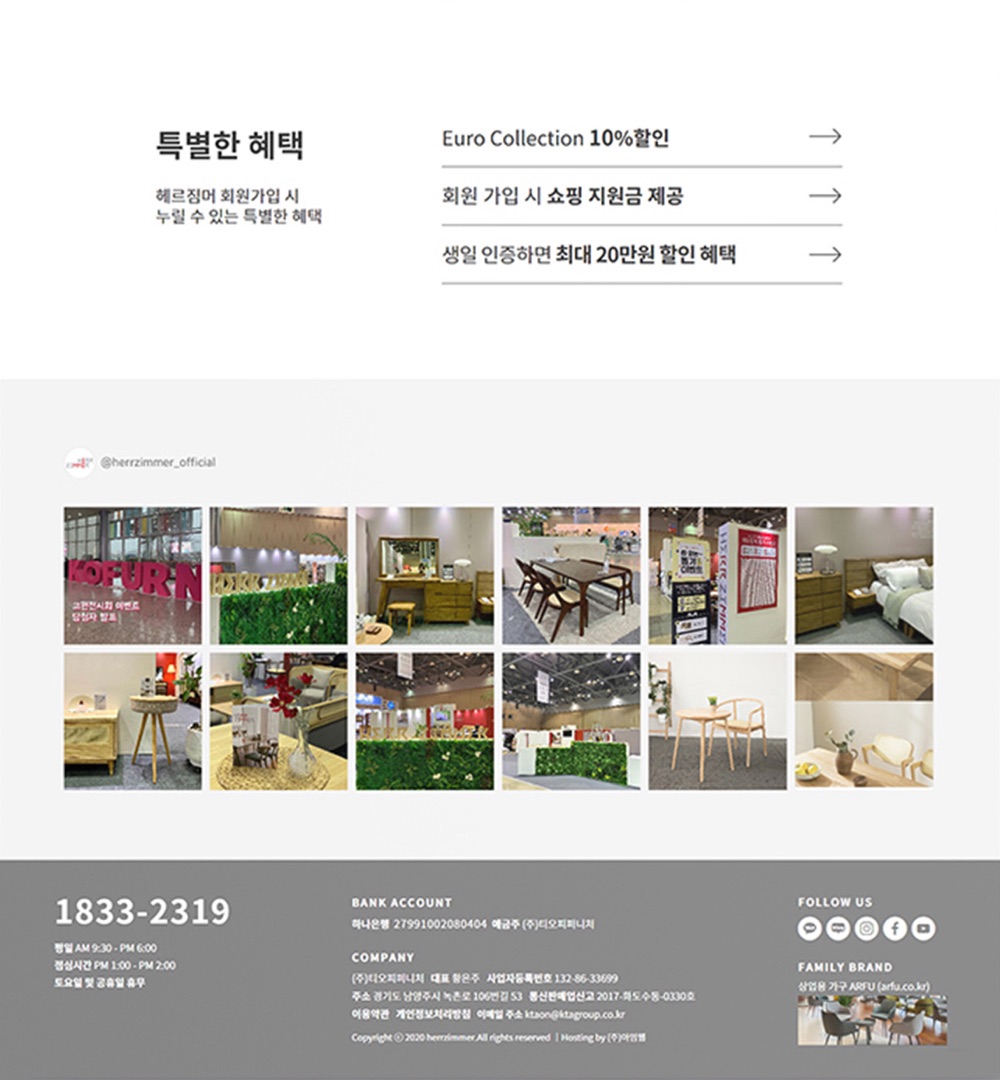 특별한 혜택
헤르짐머 회원가입 시
누릴 수 있는 특별한 혜택
Euro Collection 10%할인
회원 가입 시 쇼핑 지원금 제공
생일 인증하면 최대 20만원 할인 혜택
@herrzimmer_official
KOFURN
코펀전시회 이벤트
당첨자 발표
1833-2319
평일 AM 9:30 - PM 6:00
점심시간 PM 1:00 - PM 2:00
토요일 및 공휴일 휴무
BANK ACCOUNT
하나은행 27991002080404 예금주 (주)티오피퍼니처
COMPANY
(주)티오피퍼니처 대표 황은주 사업자등록번호 132-86-33699
주소 경기도 남양주시 녹촌로 106번길 53 통신판매업신고 2017-화도수동-0330호
이용약관 개인정보처리방침 이메일 주소 ktaon@ktagroup.co.kr
Copyright ⓒ 2020 herrzimmer.All rights reserved | Hosting by (주)아임웹
FOLLOW US
FAMILY BRAND
상업용 가구 ARFU (arfu.co.kr)